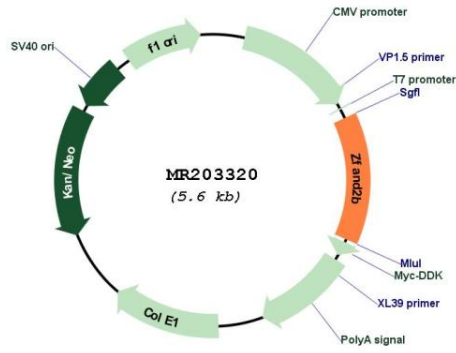 CMV promoter
SV40 ori
f1 ori
VP1.5 primer
T7 promoter
SgfI
Kan/Neo
MR203320
(5.6 kb)
Zfand2b
MluI
Myc-DDK
XL39 primer
Col E1
PolyA signal